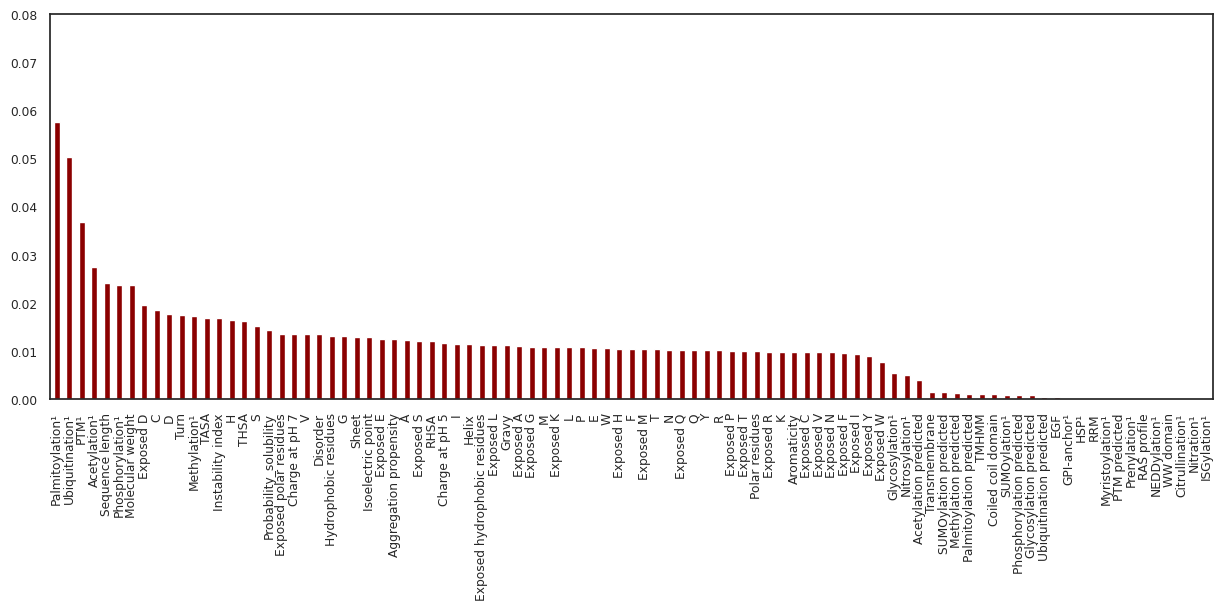 0.08
0.07
0.06
0.05
0.04
0.03
0.02
0.01
0.00
Palmitoylation¹
Ubiquitination¹
PTM¹
Acetylation¹
Sequence length
Phosphorylation¹
Molecular weight
Exposed D
C
D
Turn
Methylation¹
TASA
Instability index
H
THSA
S
Probability solubility
Exposed polar residues
Charge at pH 7
V
Disorder
Hydrophobic residues
G
Sheet
Isoelectric point
Exposed E
Aggregation propensity
A
Exposed S
RHSA
Charge at pH 5
I
Helix
Exposed hydrophobic residues
Exposed L
Gravy
Exposed A
Exposed G
M
Exposed K
L
P
E
W
Exposed H
F
Exposed M
T
N
Exposed Q
Q
Y
R
Exposed P
Exposed T
Polar residues
Exposed R
K
Aromaticity
Exposed C
Exposed V
Exposed N
Exposed F
Exposed I
Exposed Y
Exposed W
Glycosylation¹
Nitrosylation¹
Acetylation predicted
Transmembrane
SUMOylation predicted
Methylation predicted
Palmitoylation predicted
TMHMM
Coiled coil domain
SUMOylation¹
Phosphorylation predicted
Glycosylation predicted
Ubiquitination predicted
EGF
GPI-anchor¹
HSP¹
RRM
Myristoylation¹
PTM predicted
Prenylation¹
RAS profile
NEDDylation¹
WW domain
Citrullination¹
Nitration¹
ISGylation¹